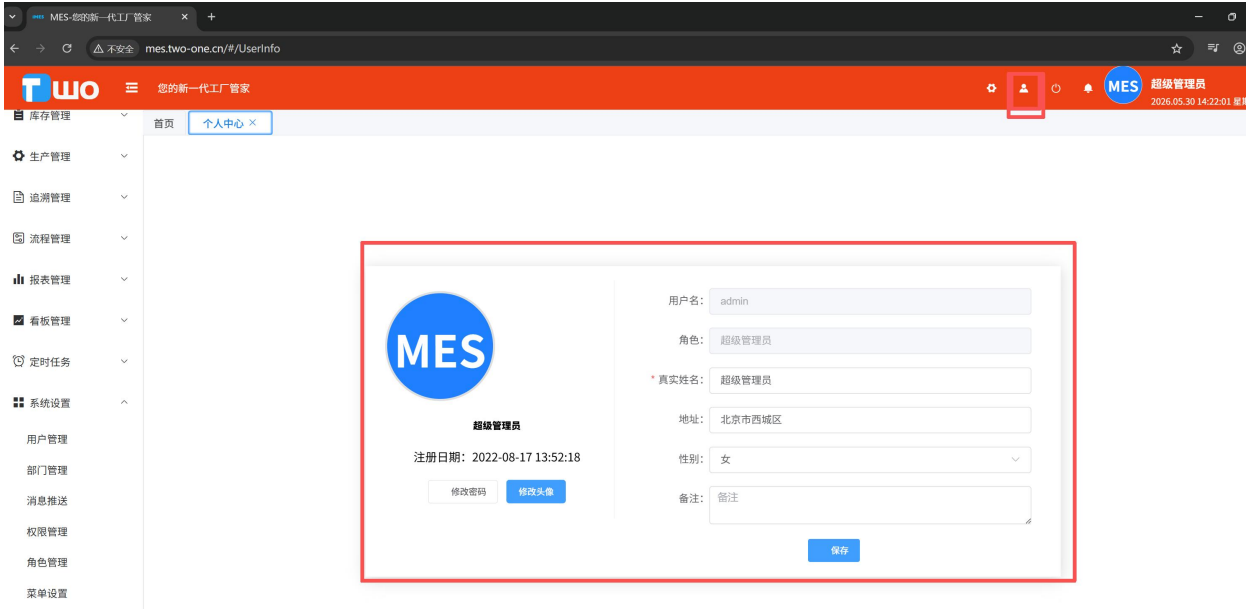 MES MES-您的新一代工厂管家
不安全 mes.two-one.cn/#/UserInfo
Two 您的新一代工厂管家 MES 超级管理员
2026.05.30 14:22:01
库存管理
首页 个人中心
生产管理
追溯管理
流程管理
报表管理
看板管理
定时任务
系统设置
用户管理
部门管理
消息推送
权限管理
角色管理
菜单设置
MES
超级管理员
注册日期：2022-08-17 13:52:18
修改密码 修改头像
用户名： admin
角色： 超级管理员
* 真实姓名： 超级管理员
地址： 北京市西城区
性别： 女
备注： 备注
保存